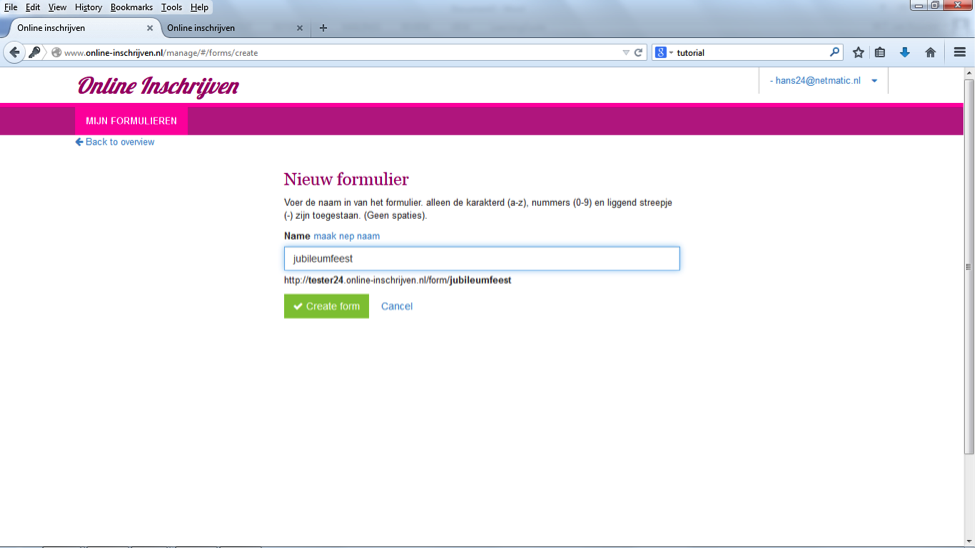 File Edit View History Bookmarks Tools Help
Online inschrijven × Online inschrijven × +
www.online-inschrijven.nl/manage/#/forms/create
8 tutorial
Online Inschrijven
- hans24@netmatic.nl
MIJN FORMULIEREN
Back to overview
Nieuw formulier
Voer de naam in van het formulier. alleen de karakterd (a-z), nummers (0-9) en liggend streepje
(-) zijn toegestaan. (Geen spaties).
Name maak nep naam
jubileumfeest
http://tester24.online-inschrijven.nl/form/jubileumfeest
Create form Cancel